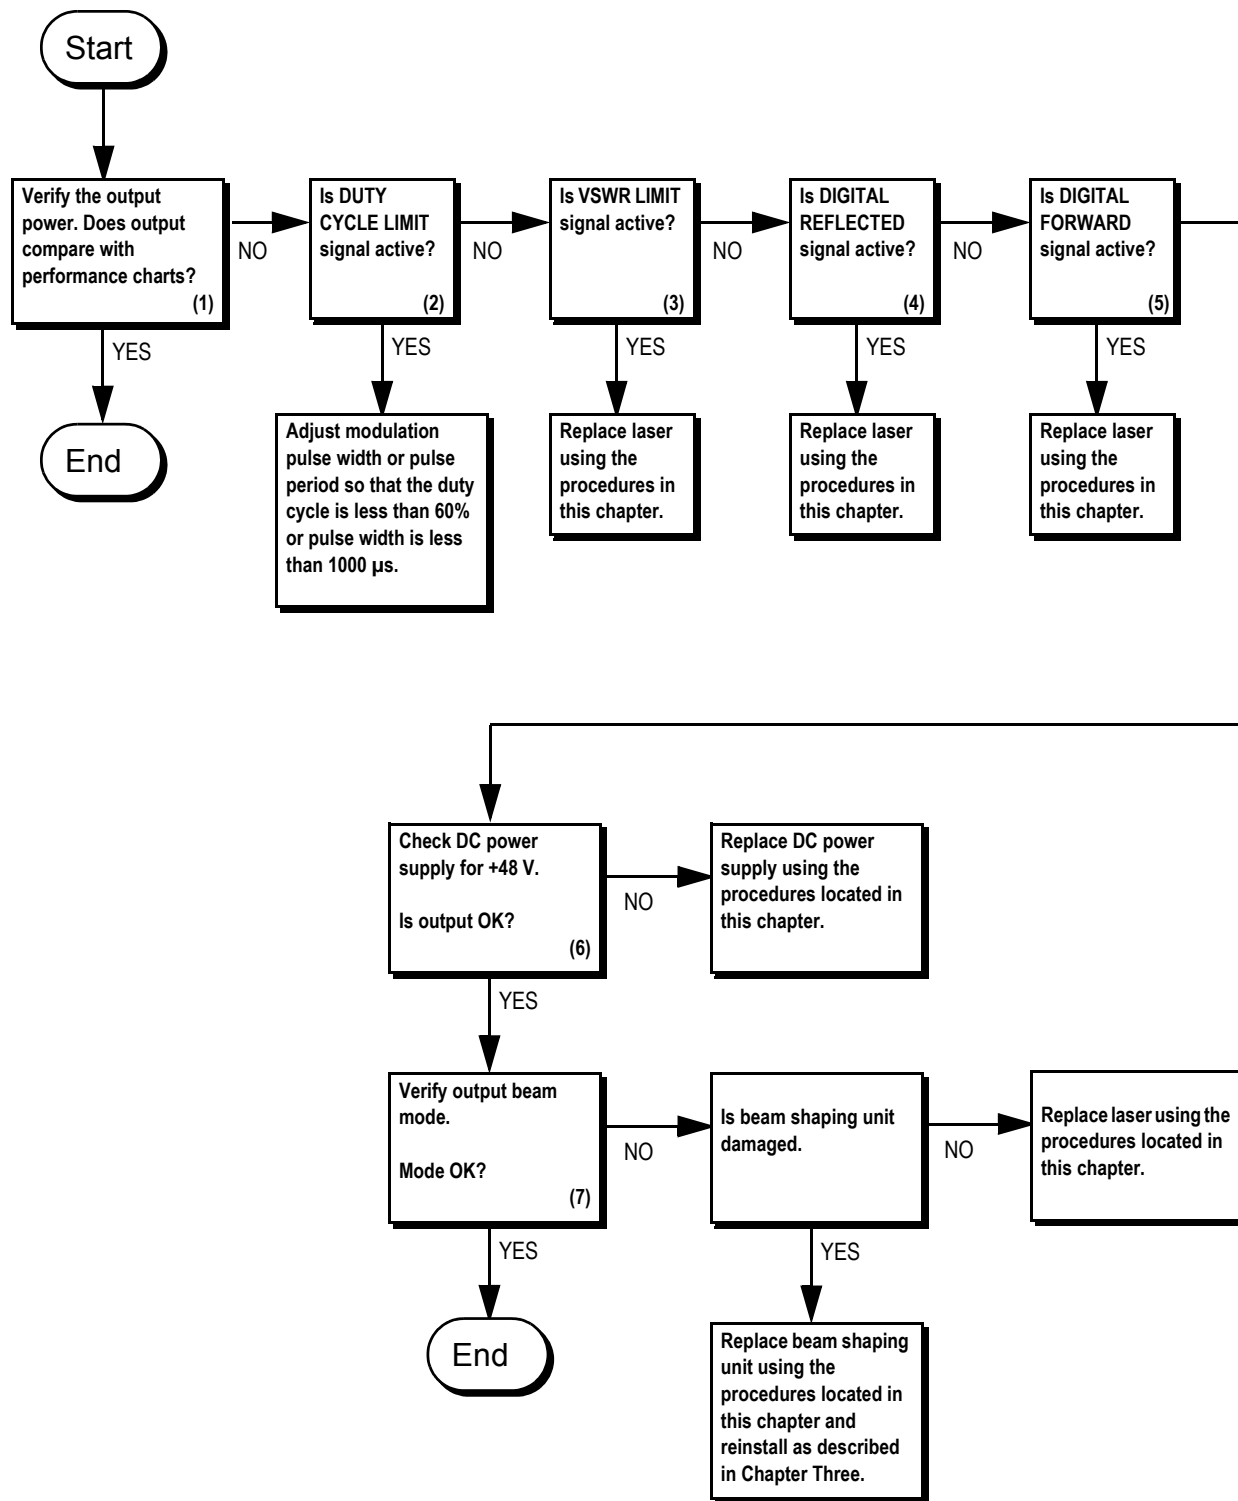 Start
Verify the output
power. Does output
compare with
performance charts?
(1)
NO
YES
End
Is DUTY
CYCLE LIMIT
signal active?
(2)
NO
YES
Adjust modulation
pulse width or pulse
period so that the duty
cycle is less than 60%
or pulse width is less
than 1000 µs.
Is VSWR LIMIT
signal active?
(3)
NO
YES
Replace laser
using the
procedures in
this chapter.
Is DIGITAL
REFLECTED
signal active?
(4)
NO
YES
Replace laser
using the
procedures in
this chapter.
Is DIGITAL
FORWARD
signal active?
(5)
YES
Replace laser
using the
procedures in
this chapter.
Check DC power
supply for +48 V.
Is output OK?
(6)
NO
Replace DC power
supply using the
procedures located in
this chapter.
YES
Verify output beam
mode.
Mode OK?
(7)
NO
Is beam shaping unit
damaged.
NO
Replace laser using the
procedures located in
this chapter.
YES
End
YES
Replace beam shaping
unit using the
procedures located in
this chapter and
reinstall as described
in Chapter Three.